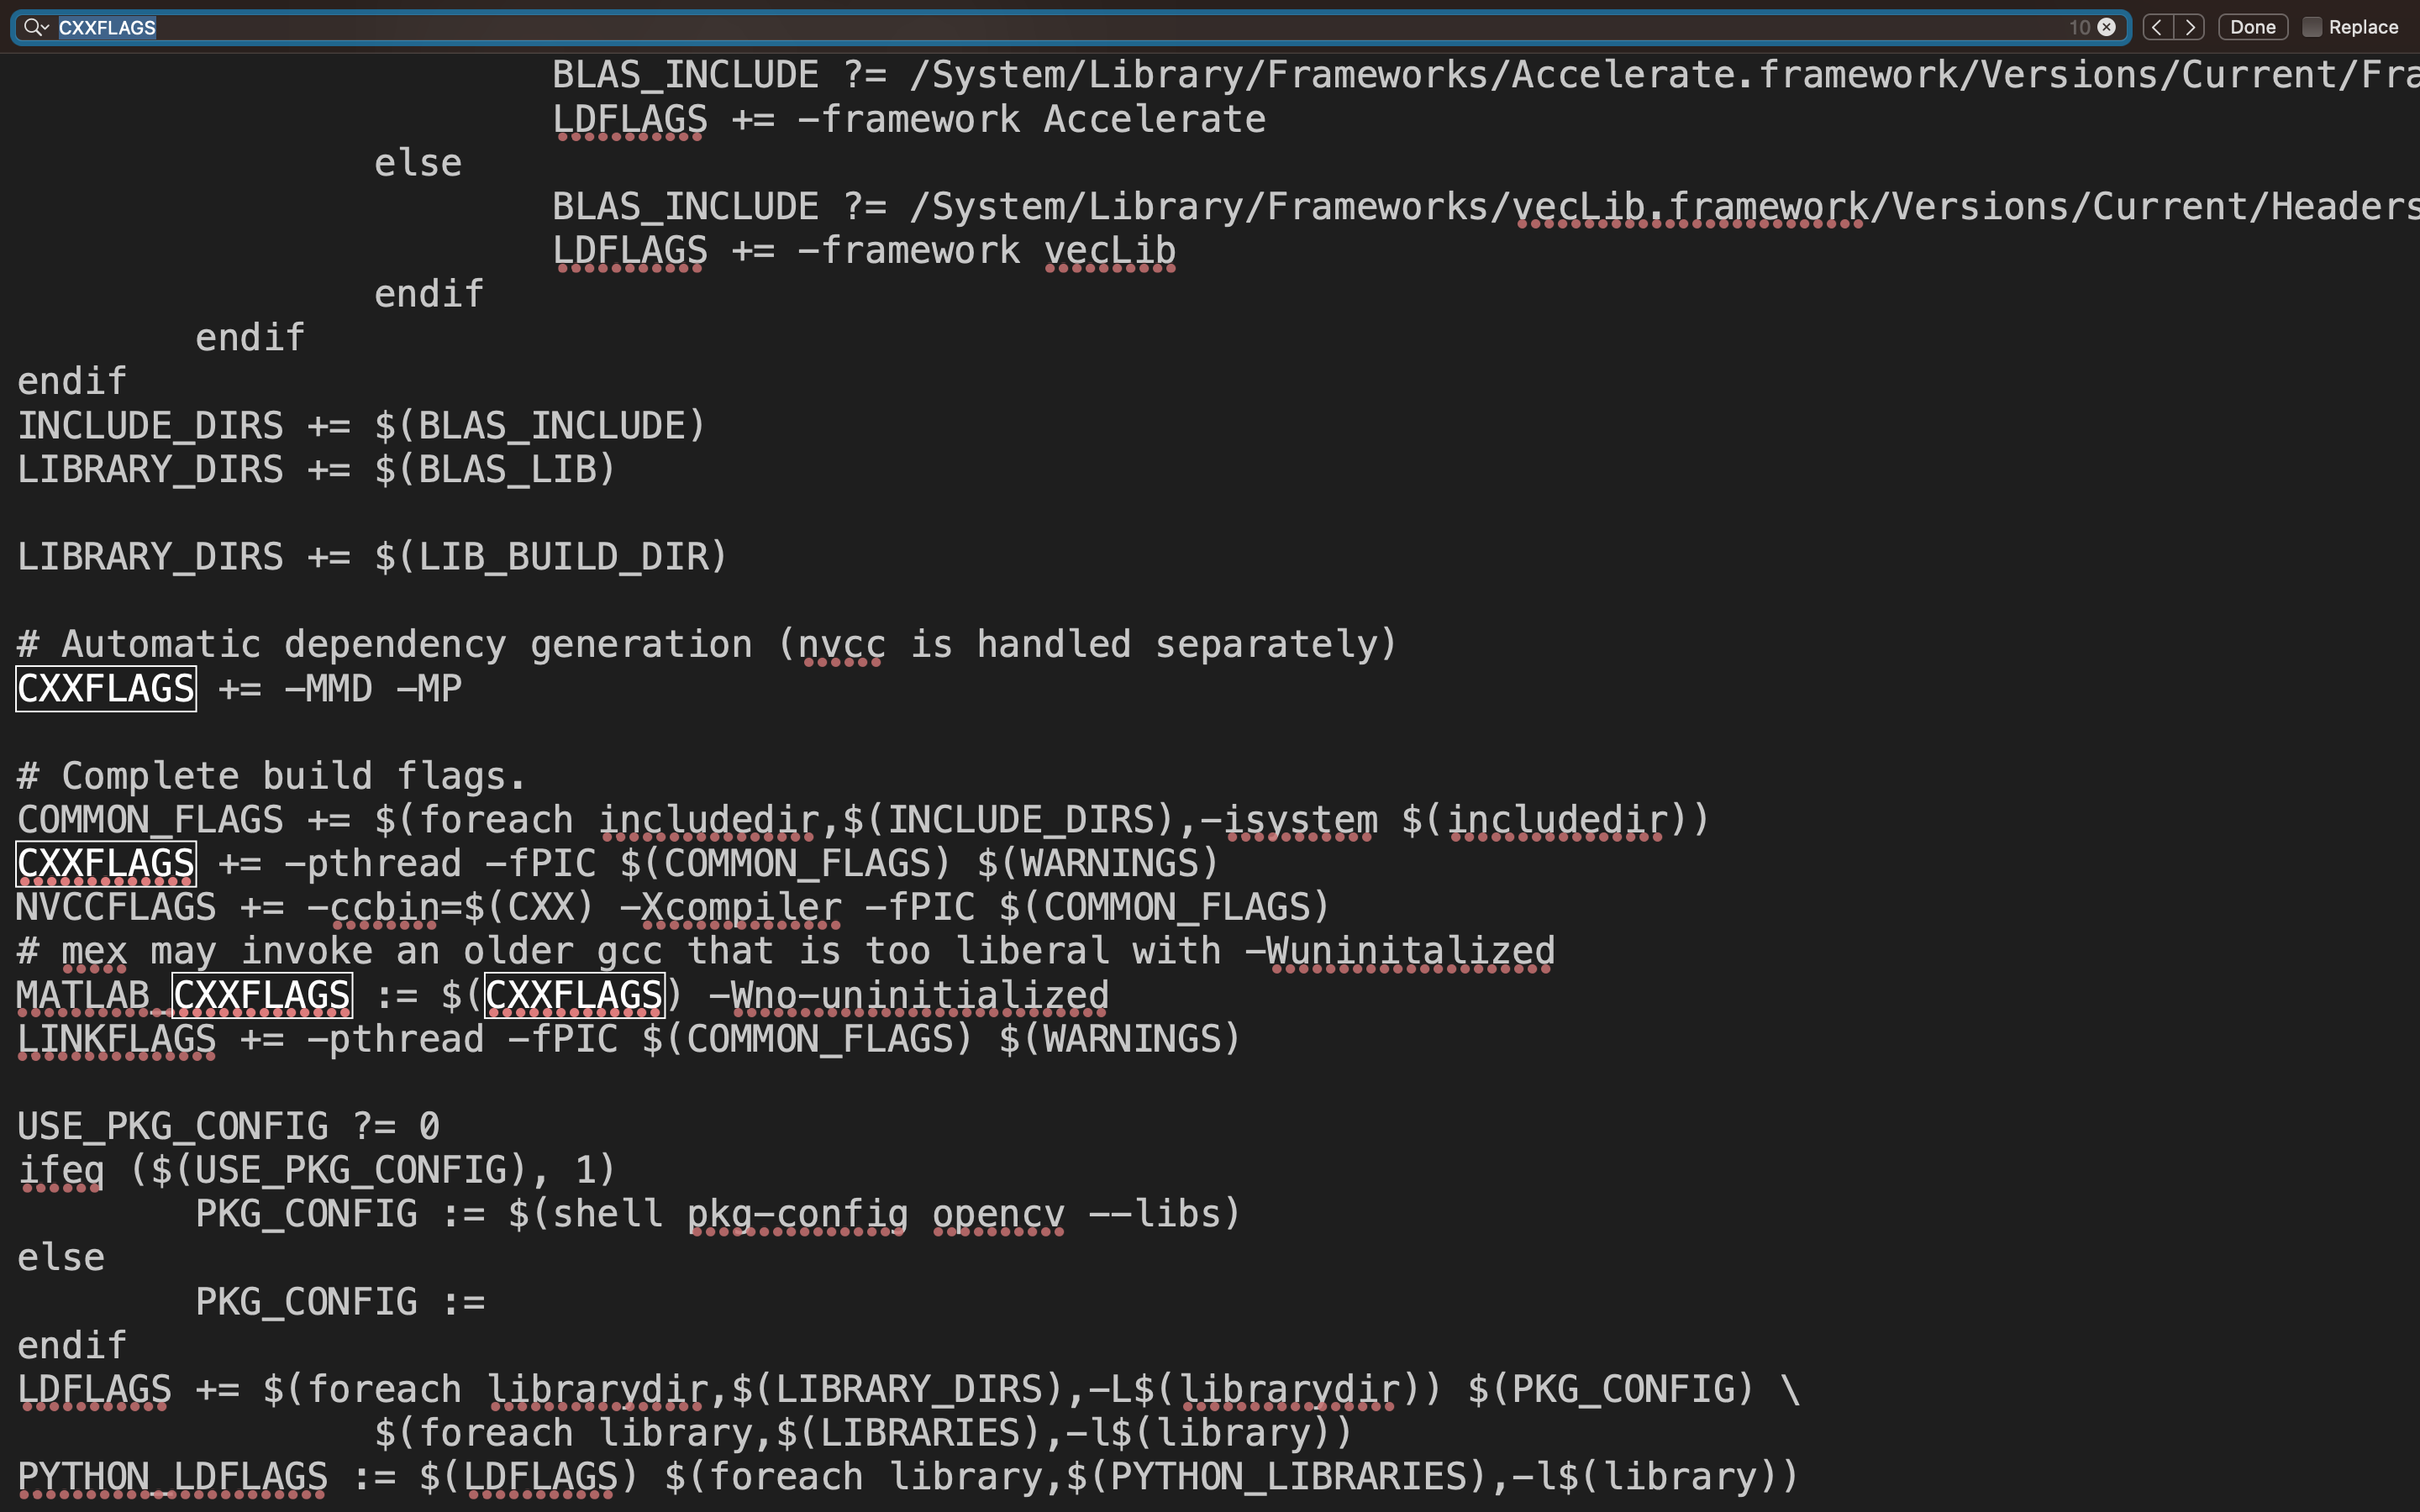 CXXFLAGS 10 Done Replace
BLAS_INCLUDE ?= /System/Library/Frameworks/Accelerate.framework/Versions/Current/Fra
LDFLAGS += -framework Accelerate
else
BLAS_INCLUDE ?= /System/Library/Frameworks/vecLib.framework/Versions/Current/Headers
LDFLAGS += -framework vecLib
endif
endif
endif
INCLUDE_DIRS += $(BLAS_INCLUDE)
LIBRARY_DIRS += $(BLAS_LIB)
LIBRARY_DIRS += $(LIB_BUILD_DIR)
# Automatic dependency generation (nvcc is handled separately)
CXXFLAGS += -MMD -MP
# Complete build flags.
COMMON_FLAGS += $(foreach includedir,$(INCLUDE_DIRS),-isystem $(includedir))
CXXFLAGS += -pthread -fPIC $(COMMON_FLAGS) $(WARNINGS)
NVCCFLAGS += -ccbin=$(CXX) -Xcompiler -fPIC $(COMMON_FLAGS)
# mex may invoke an older gcc that is too liberal with -Wuninitalized
MATLAB_CXXFLAGS := $(CXXFLAGS) -Wno-uninitialized
LINKFLAGS += -pthread -fPIC $(COMMON_FLAGS) $(WARNINGS)
USE_PKG_CONFIG ?= 0
ifeq ($(USE_PKG_CONFIG), 1)
PKG_CONFIG := $(shell pkg-config opencv --libs)
else
PKG_CONFIG :=
endif
LDFLAGS += $(foreach librarydir,$(LIBRARY_DIRS),-L$(librarydir)) $(PKG_CONFIG) \
$(foreach library,$(LIBRARIES),-l$(library))
PYTHON_LDFLAGS := $(LDFLAGS) $(foreach library,$(PYTHON_LIBRARIES),-l$(library))